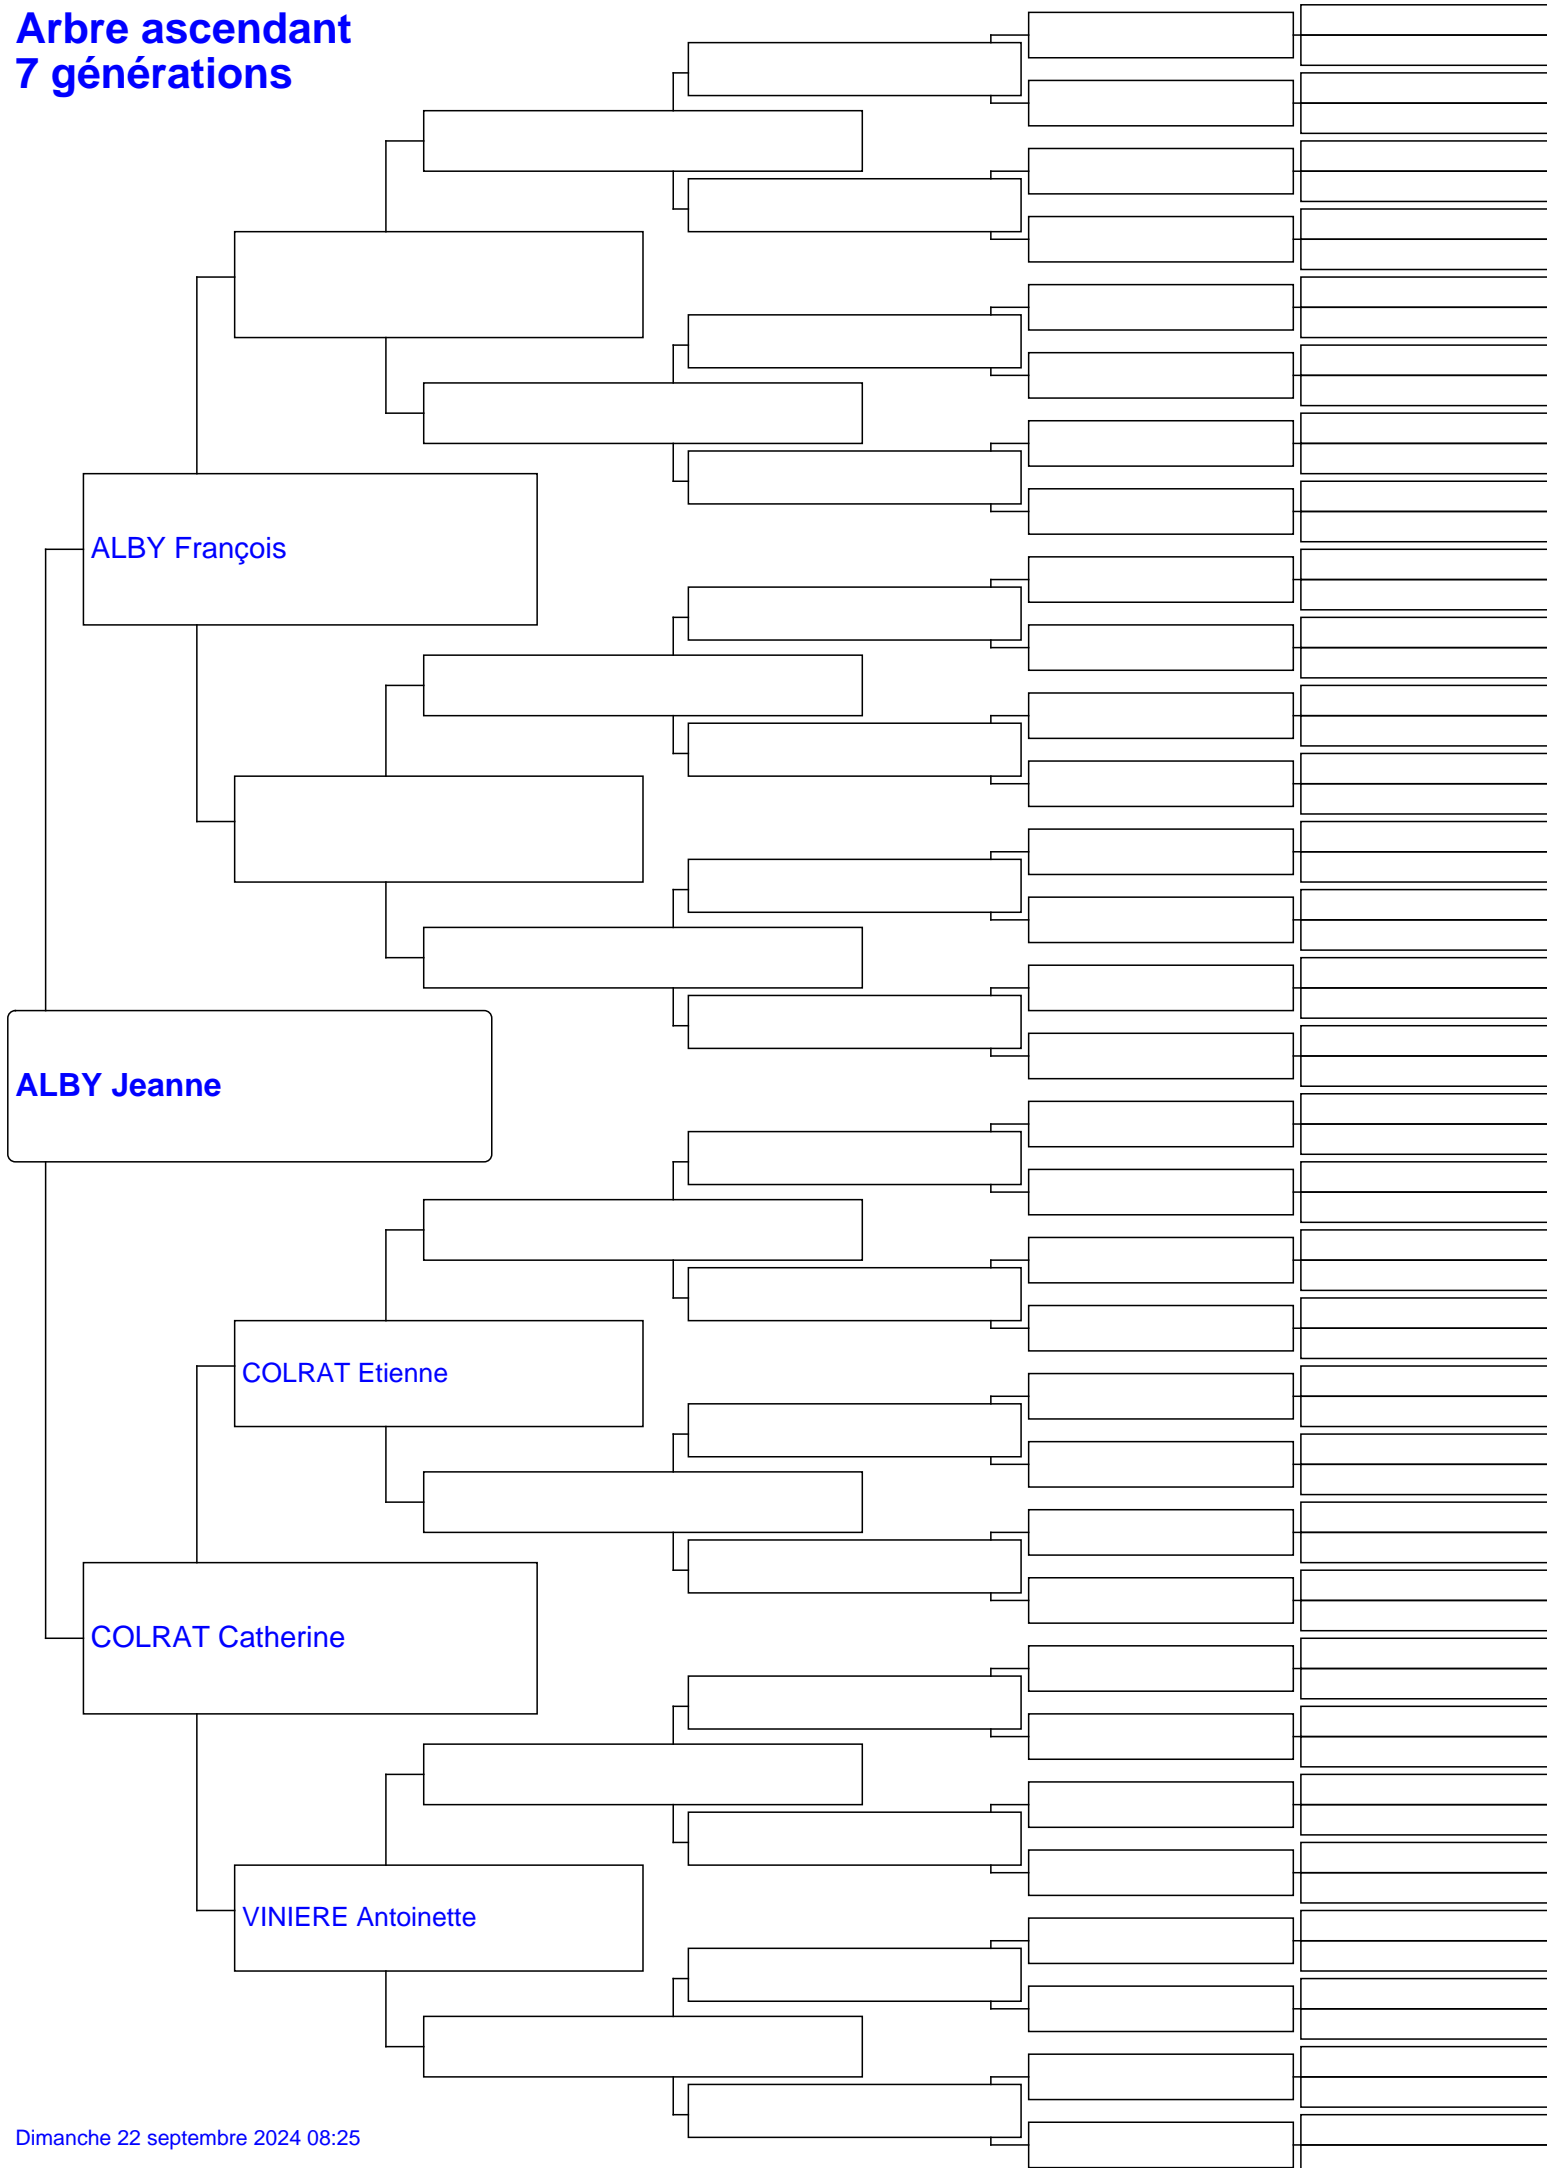 Arbre ascendant
7 générations
ALBY François
ALBY Jeanne
COLRAT Etienne
COLRAT Catherine
VINIERE Antoinette
Dimanche 22 septembre 2024 08:25